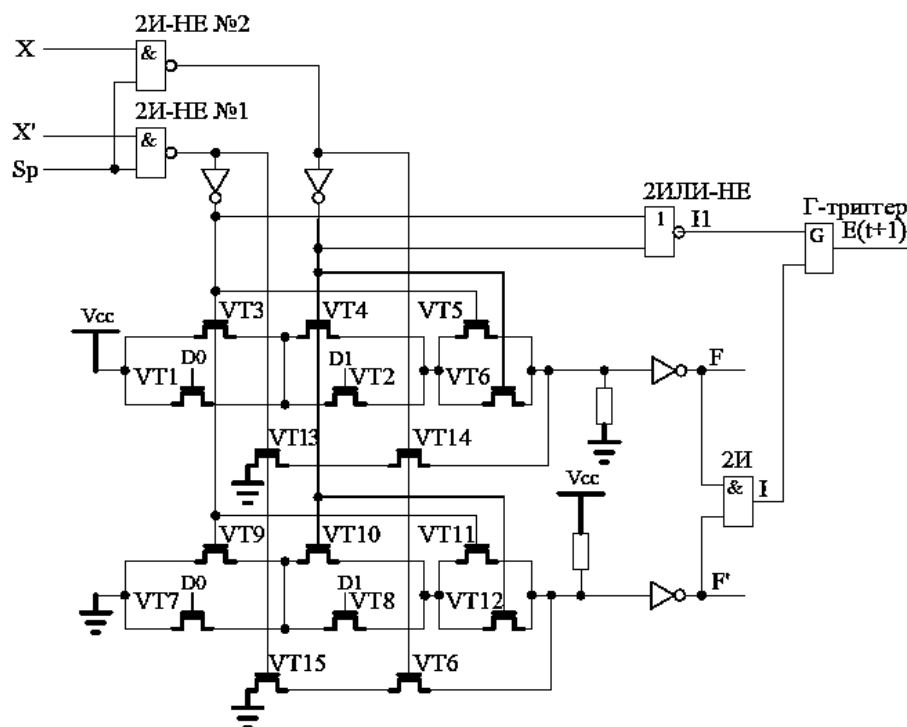 2И-НЕ №2
X
&
2И-НЕ №1
X'
&
Sp
2ИЛИ-НЕ
1
I1
Г-триггер
G
E(t+1)
Vcc
VT3
VT4
VT5
D0
D1
VT1
VT2
VT6
F
VT13
VT14
2И
&
I
Vcc
VT9
VT10
VT11
D0
D1
VT7
VT8
VT12
F'
VT15
VT6